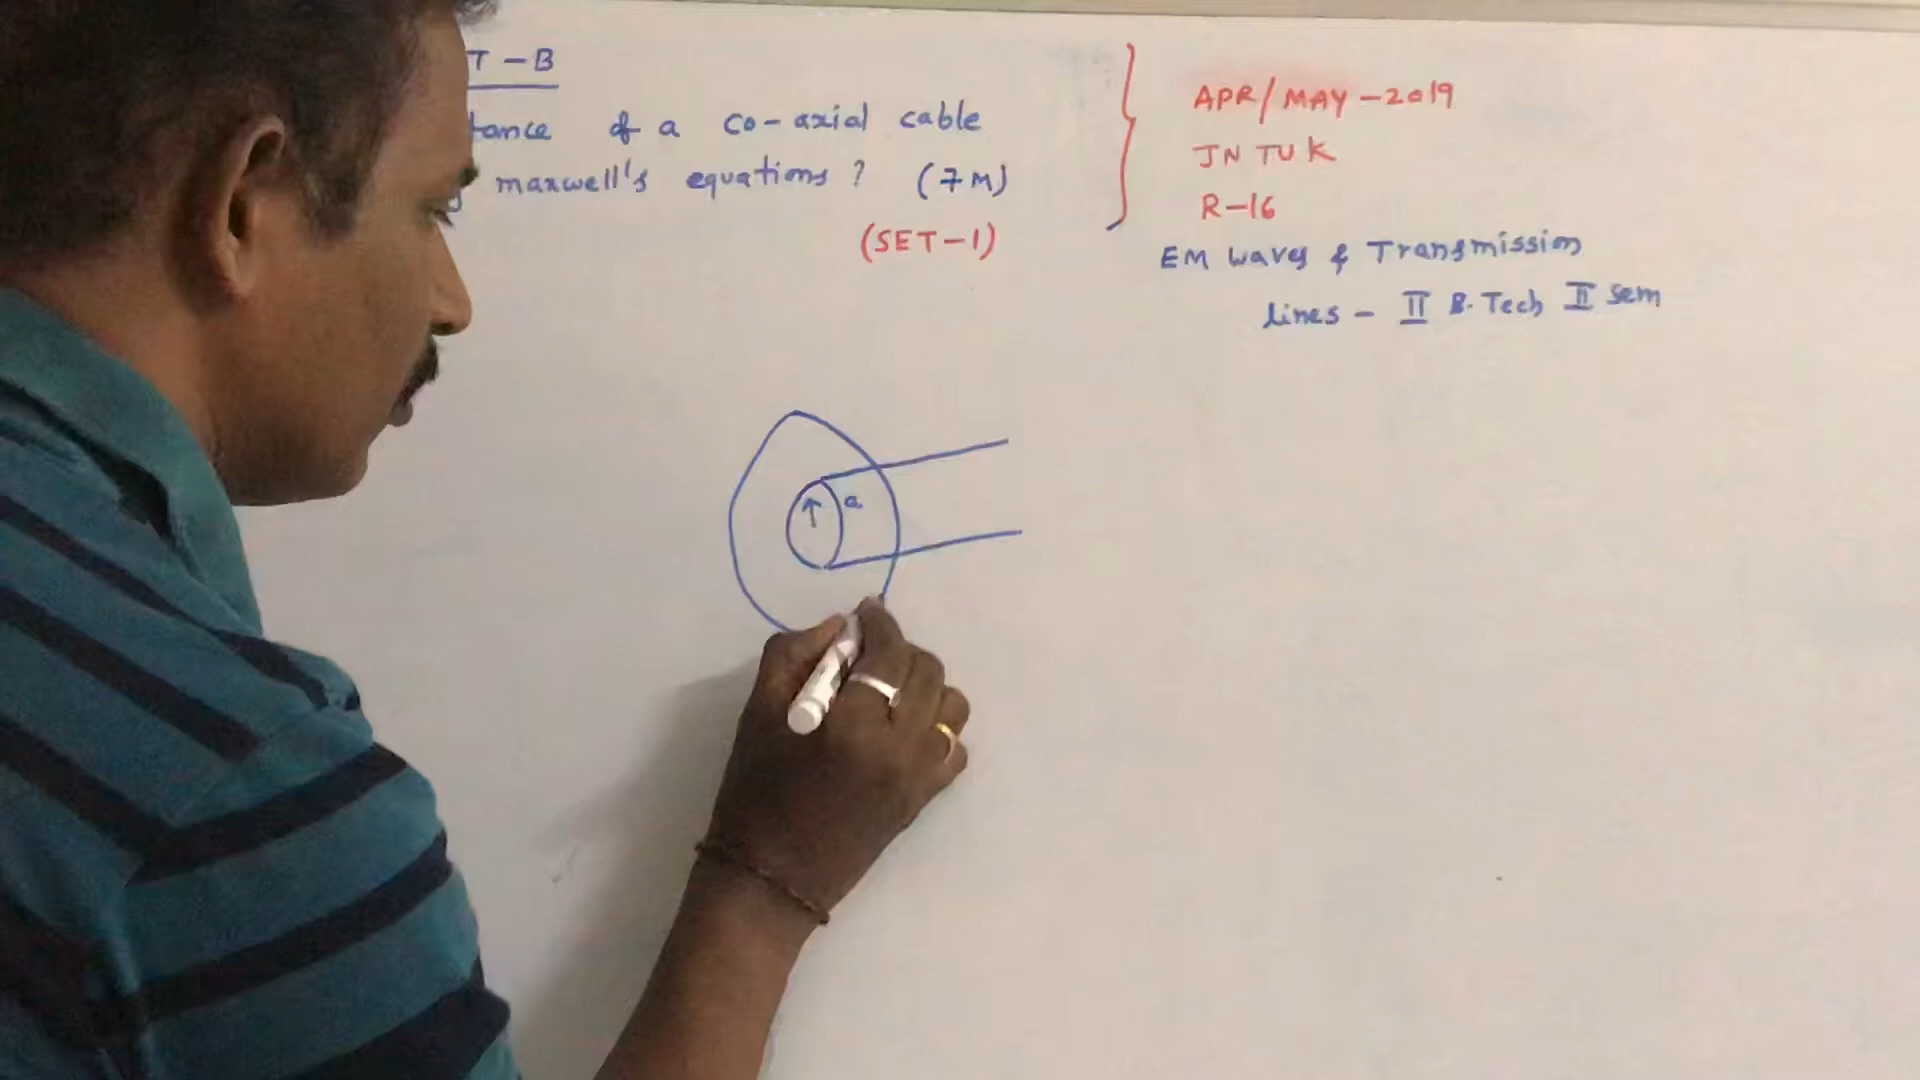 T - B
tance of a co-axial cable
maxwell's equations ? (7M)
(SET-1)
APR/MAY - 2019
JNTUK
R-16
EM waves & Transmission
lines - II B.Tech II sem
a